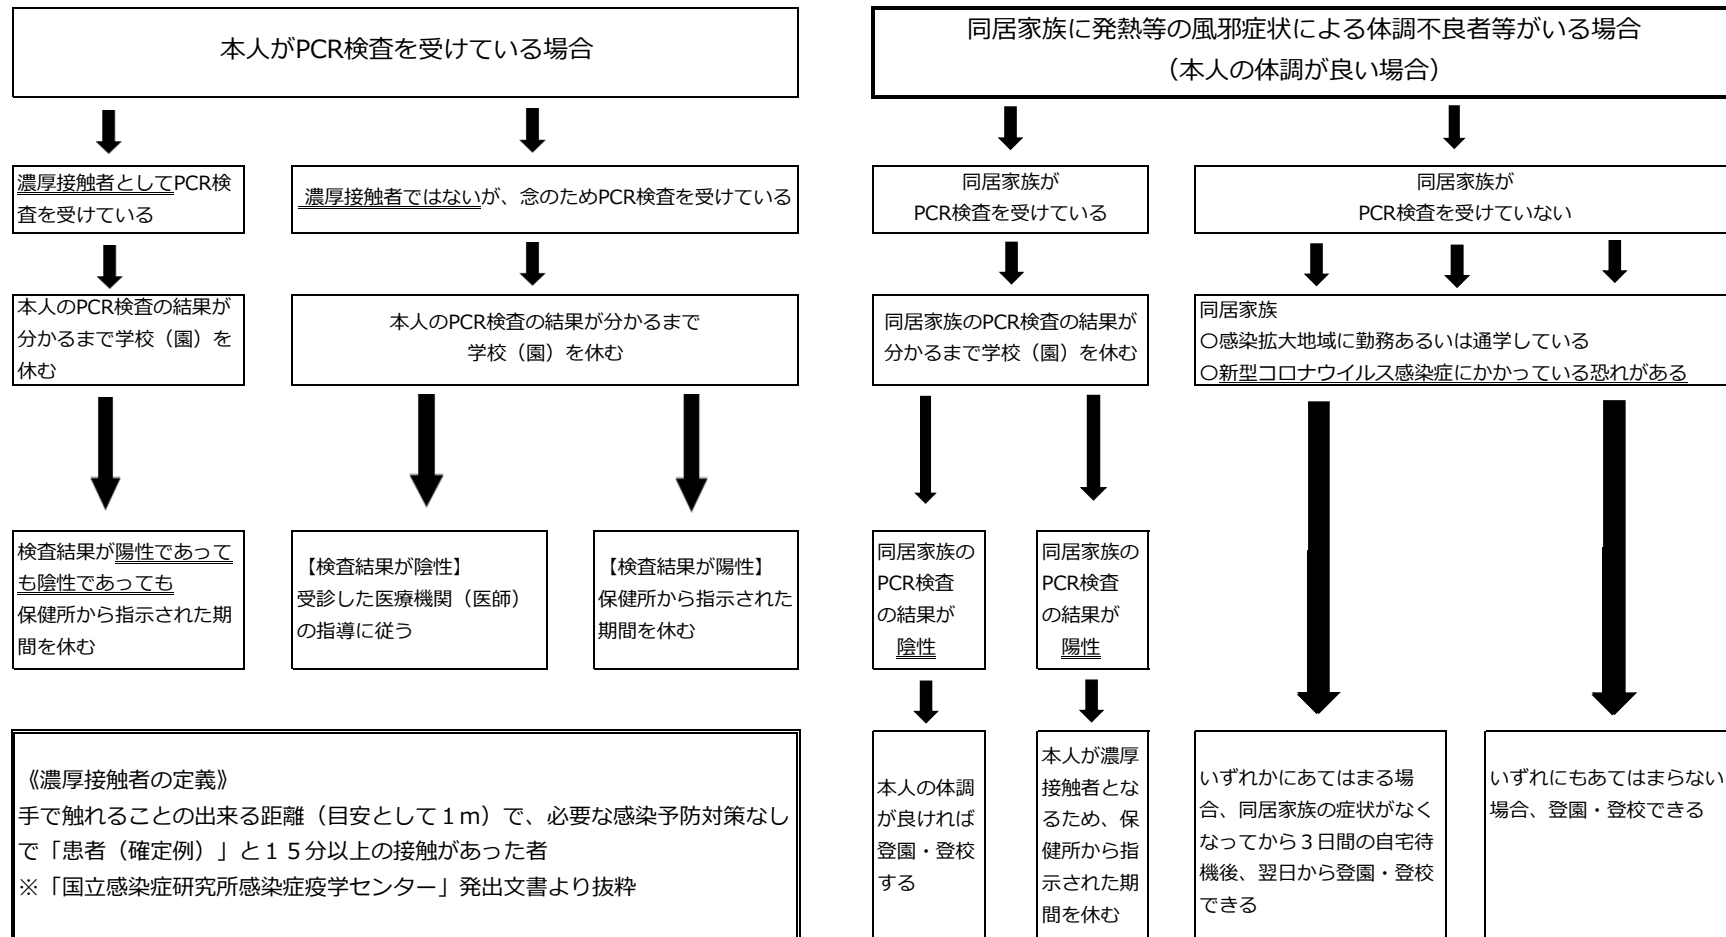 本人がPCR検査を受けている場合
濃厚接触者としてPCR検
査を受けている
濃厚接触者ではないが、念のためPCR検査を受けている
本人のPCR検査の結果が
分かるまで学校（園）を
休む
本人のPCR検査の結果が分かるまで
学校（園）を休む
検査結果が陽性であって
も陰性であっても
保健所から指示された期
間を休む
【検査結果が陰性】
受診した医療機関（医師）
の指導に従う
【検査結果が陽性】
保健所から指示された
期間を休む
《濃厚接触者の定義》
手で触れることの出来る距離（目安として１ｍ）で、必要な感染予防対策なし
で「患者（確定例）」と１５分以上の接触があった者
※「国立感染症研究所感染症疫学センター」発出文書より抜粋
同居家族に発熱等の風邪症状による体調不良者等がいる場合
（本人の体調が良い場合）
同居家族が
PCR検査を受けている
同居家族が
PCR検査を受けていない
同居家族のPCR検査の結果が
分かるまで学校（園）を休む
同居家族
〇感染拡大地域に勤務あるいは通学している
〇新型コロナウイルス感染症にかかっている恐れがある
同居家族の
PCR検査
の結果が
陰性
同居家族の
PCR検査
の結果が
陽性
本人の体調
が良ければ
登園・登校
する
本人が濃厚
接触者とな
るため、保
健所から指
示された期
間を休む
いずれかにあてはまる場
合、同居家族の症状がなく
なってから３日間の自宅待
機後、翌日から登園・登校
できる
いずれにもあてはまらない
場合、登園・登校できる